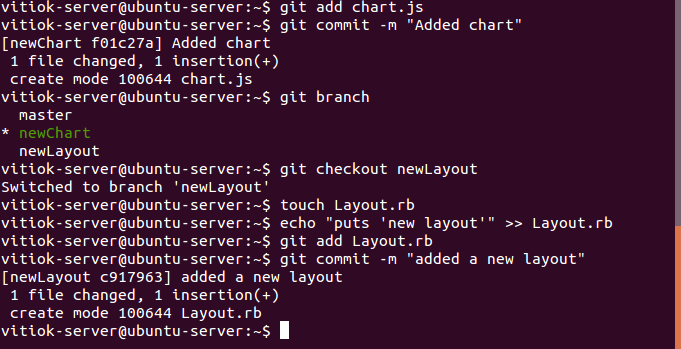 vitiok-server@ubuntu-server:~$ git add chart.js
vitiok-server@ubuntu-server:~$ git commit -m "Added chart"
[newChart f01c27a] Added chart
 1 file changed, 1 insertion(+)
 create mode 100644 chart.js
vitiok-server@ubuntu-server:~$ git branch
  master
* newChart
  newLayout
vitiok-server@ubuntu-server:~$ git checkout newLayout
Switched to branch 'newLayout'
vitiok-server@ubuntu-server:~$ touch Layout.rb
vitiok-server@ubuntu-server:~$ echo "puts 'new layout'" >> Layout.rb
vitiok-server@ubuntu-server:~$ git add Layout.rb
vitiok-server@ubuntu-server:~$ git commit -m "added a new layout"
[newLayout c917963] added a new layout
 1 file changed, 1 insertion(+)
 create mode 100644 Layout.rb
vitiok-server@ubuntu-server:~$